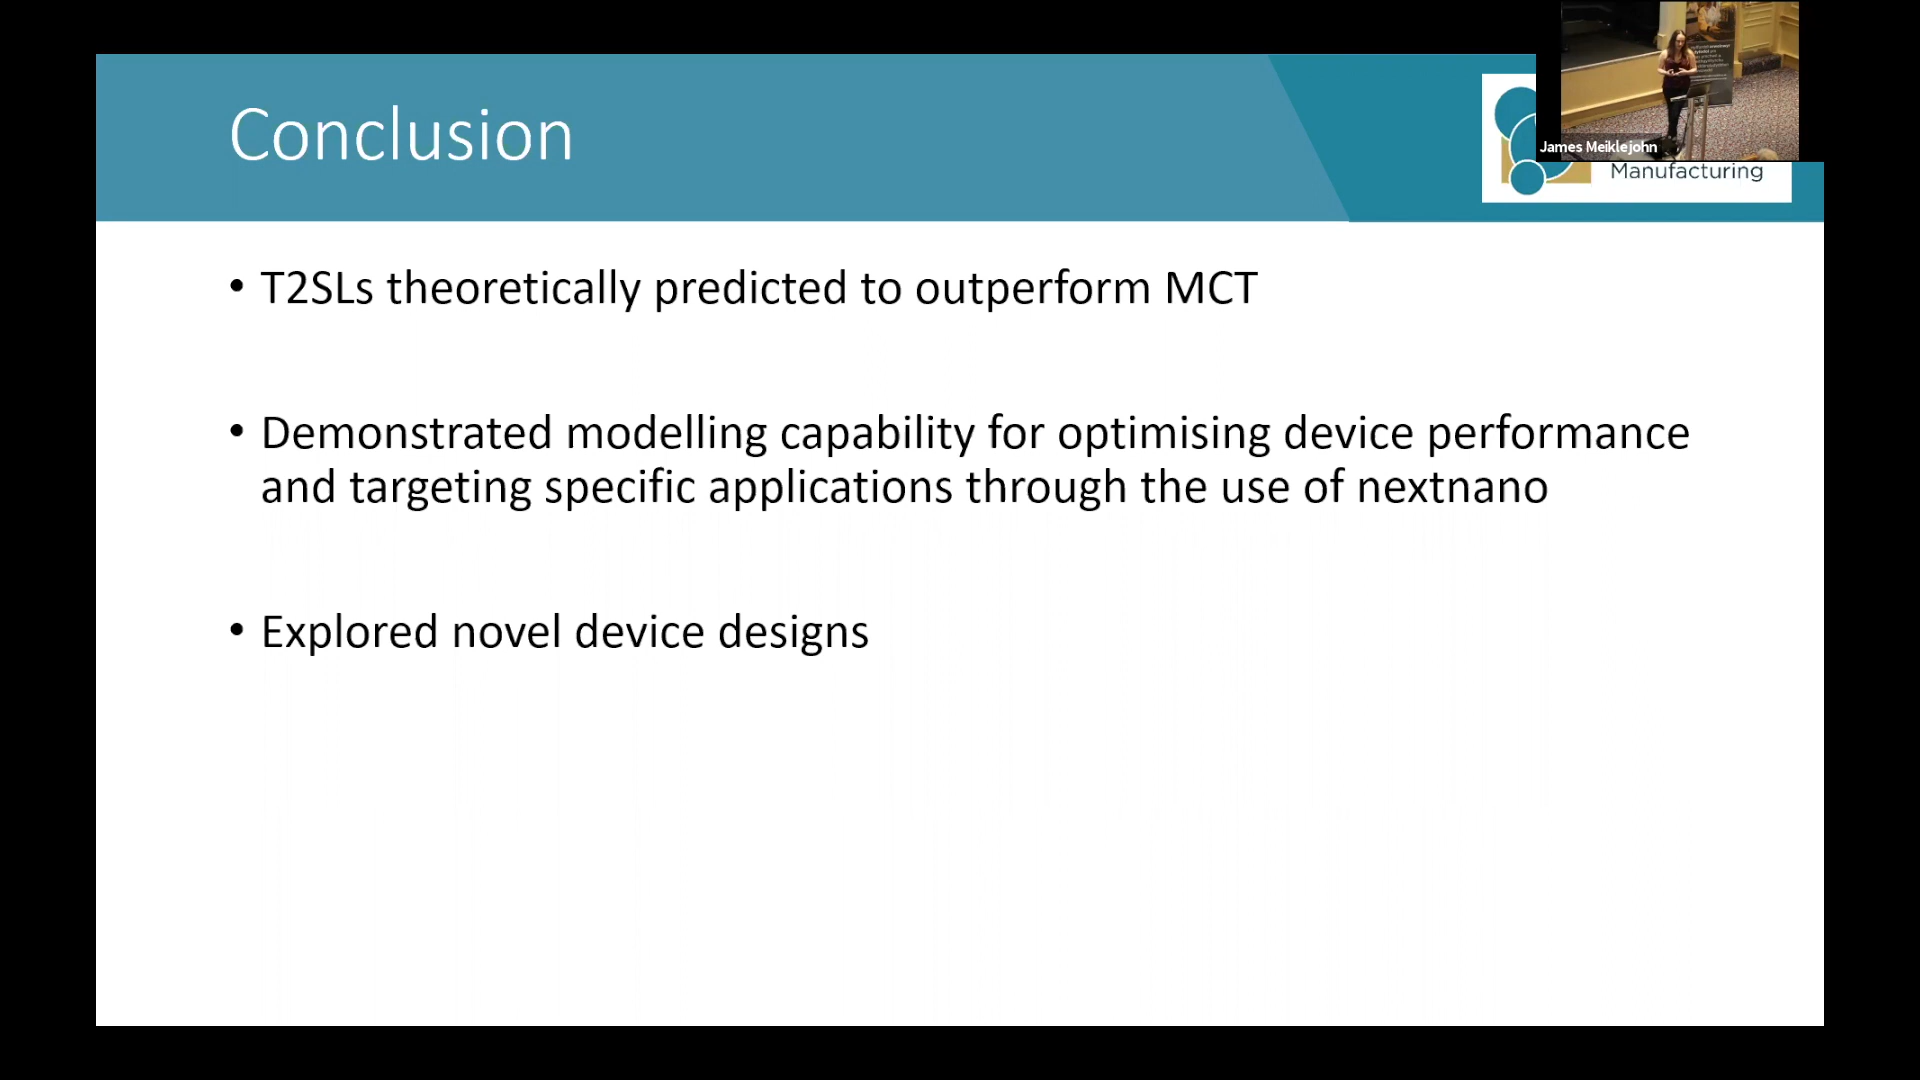 Conclusion
James Meiklejohn
Manufacturing
• T2SLs theoretically predicted to outperform MCT
• Demonstrated modelling capability for optimising device performance
and targeting specific applications through the use of nextnano
• Explored novel device designs